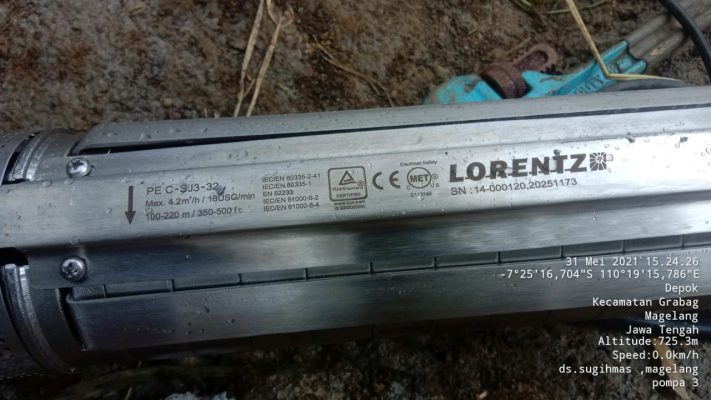 PE C-SJ3-32
Max. 4.2m³/h / 18USG/min
100-220 m / 350-500 ft
IEC/EN 60335-2-41
IEC/EN 60335-1
EN 62233
IEC/EN 61000-6-2
IEC/EN 61000-6-4
CERTIFIED
CE
Electrical Safety
MET
LORENTZ
SN : 14-000120.20251173
31 Mei 2021 15.24.26
-7°25'16,704"S 110°19'15,786"E
Depok
Kecamatan Grabag
Magelang
Jawa Tengah
Altitude:725.3m
Speed:0.0km/h
ds.sugihmas ,magelang
pompa 3